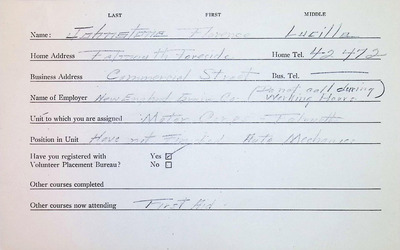 LAST FIRST MIDDLE
Name: Johnstone Florence Lucilla
Home Address Falmouth Foreside Home Tel. 4-2472
Business Address Commercial Street Bus. Tel.
Name of Employer New England Co. (Do not call during Working Hours)
Unit to which you are assigned Motor Corps - Falmouth
Position in Unit Have not Started Auto Mechanics
Have you registered with Yes ☑
Volunteer Placement Bureau? No ☐
Other courses completed
Other courses now attending First Aid -